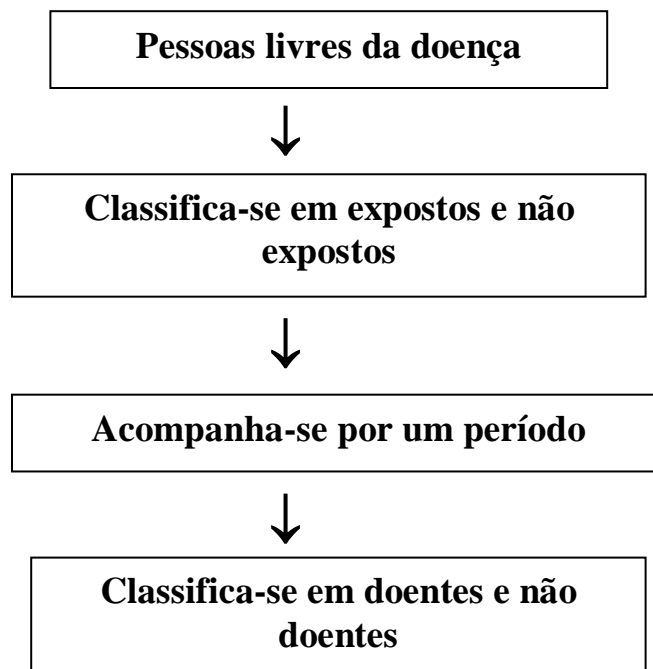 Pessoas livres da doença
Classifica-se em expostos e não
expostos
Acompanha-se por um período
Classifica-se em doentes e não
doentes